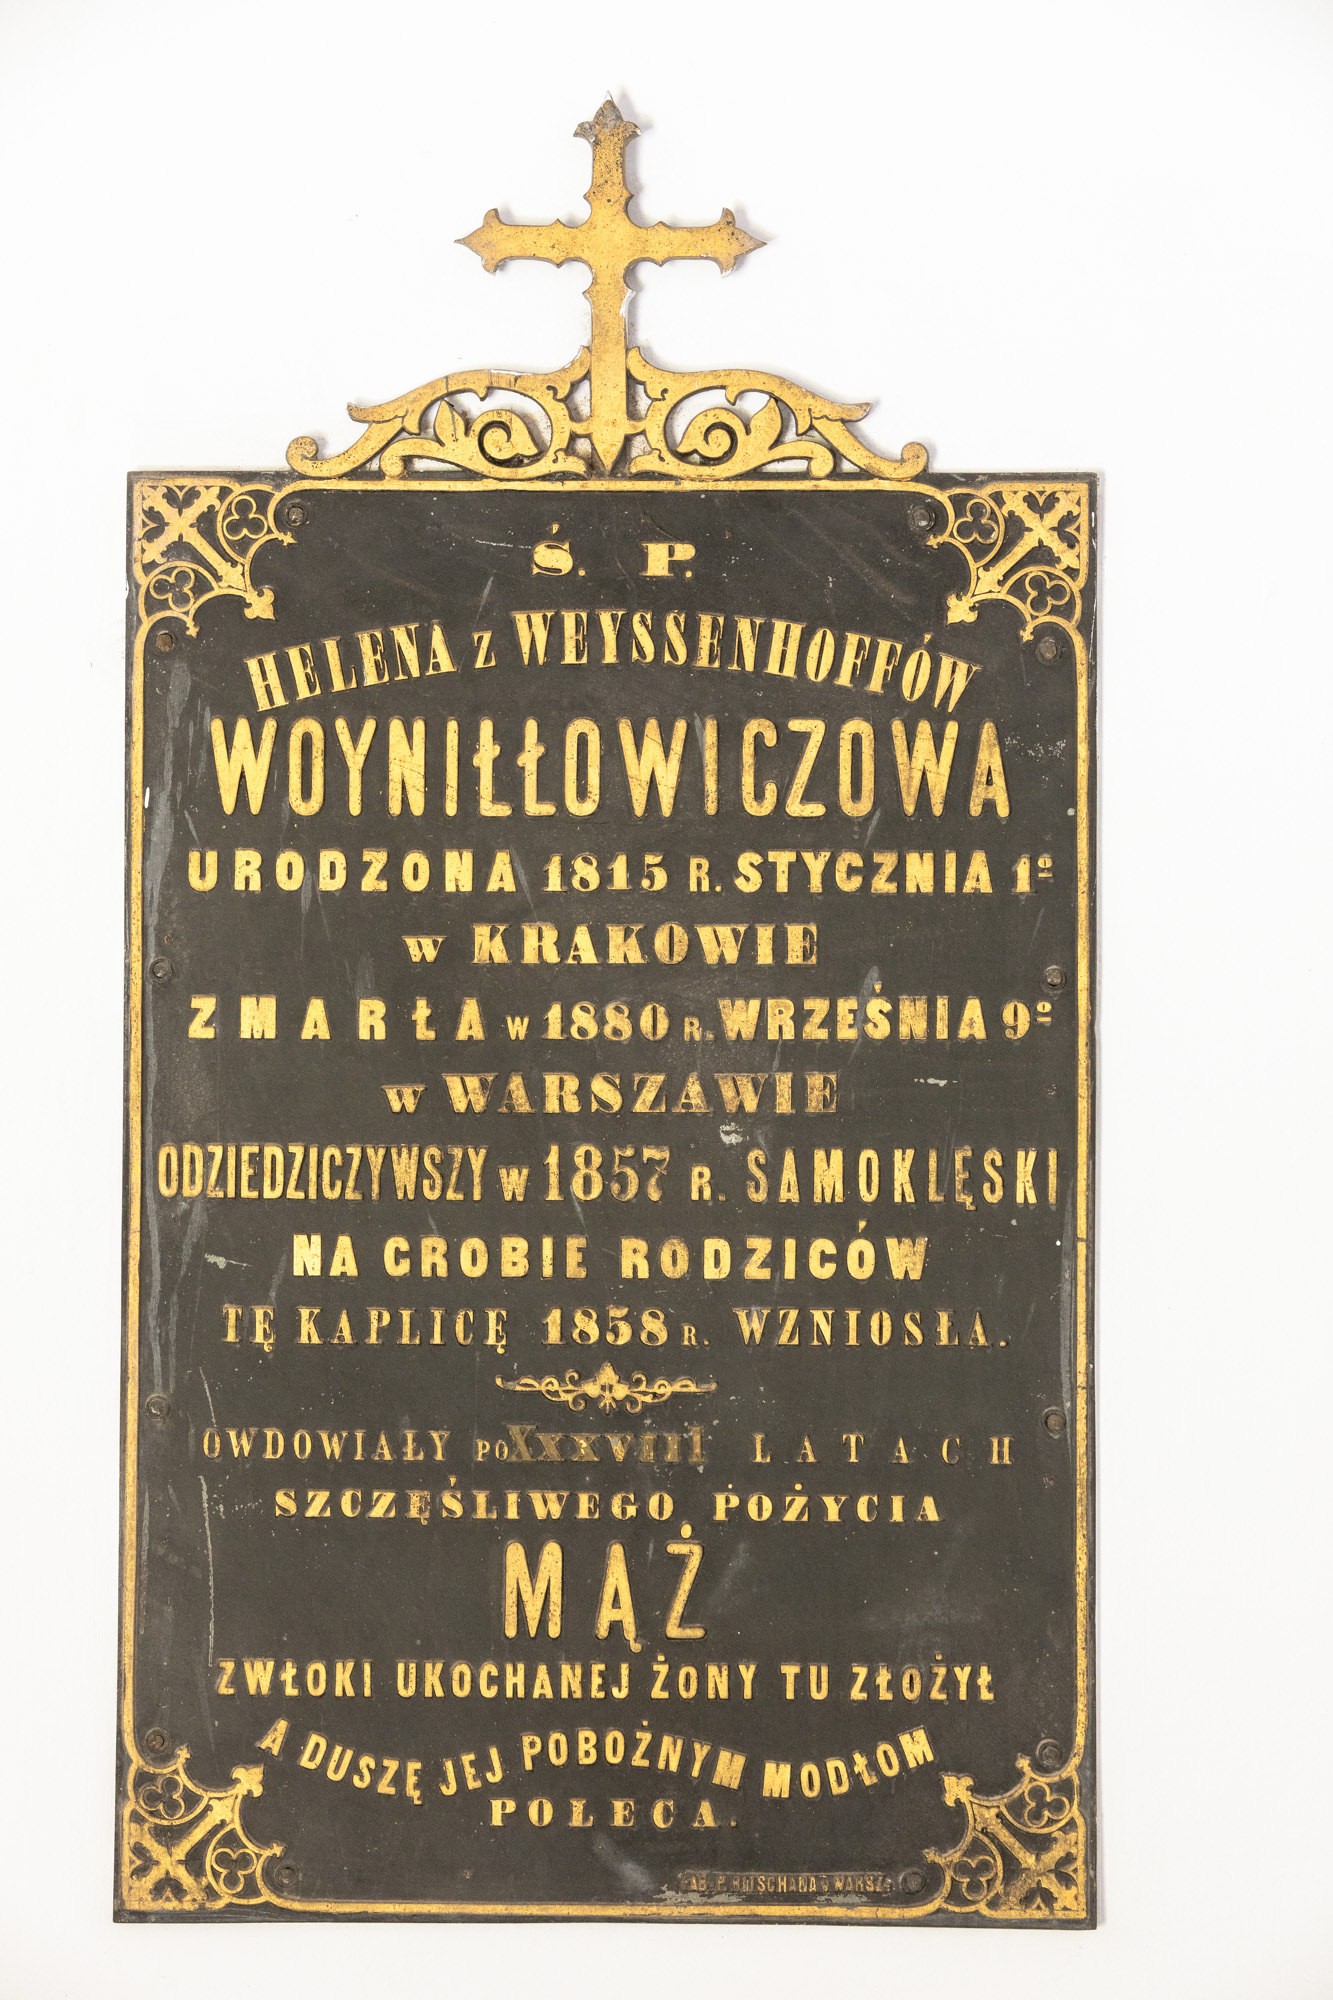 Ś. P.
HELENA z WEYSSENHOFFÓW
WOYNIŁŁOWICZOWA
URODZONA 1815 R. STYCZNIA 1º
W KRAKOWIE
ZMARŁA W 1880 R. WRZEŚNIA 9º
W WARSZAWIE
ODZIEDZICZYWSZY W 1857 R. SAMOKLĘSKI
NA GROBIE RODZICÓW
TĘ KAPLICĘ 1858 R. WZNIOSŁA.
OWDOWIAŁY PO XXXVIII LATACH
SZCZĘŚLIWEGO POŻYCIA
MĄŻ
ZWŁOKI UKOCHANEJ ŻONY TU ZŁOŻYŁ
A DUSZĘ JEJ POBOŻNYM MODŁOM
POLECA.